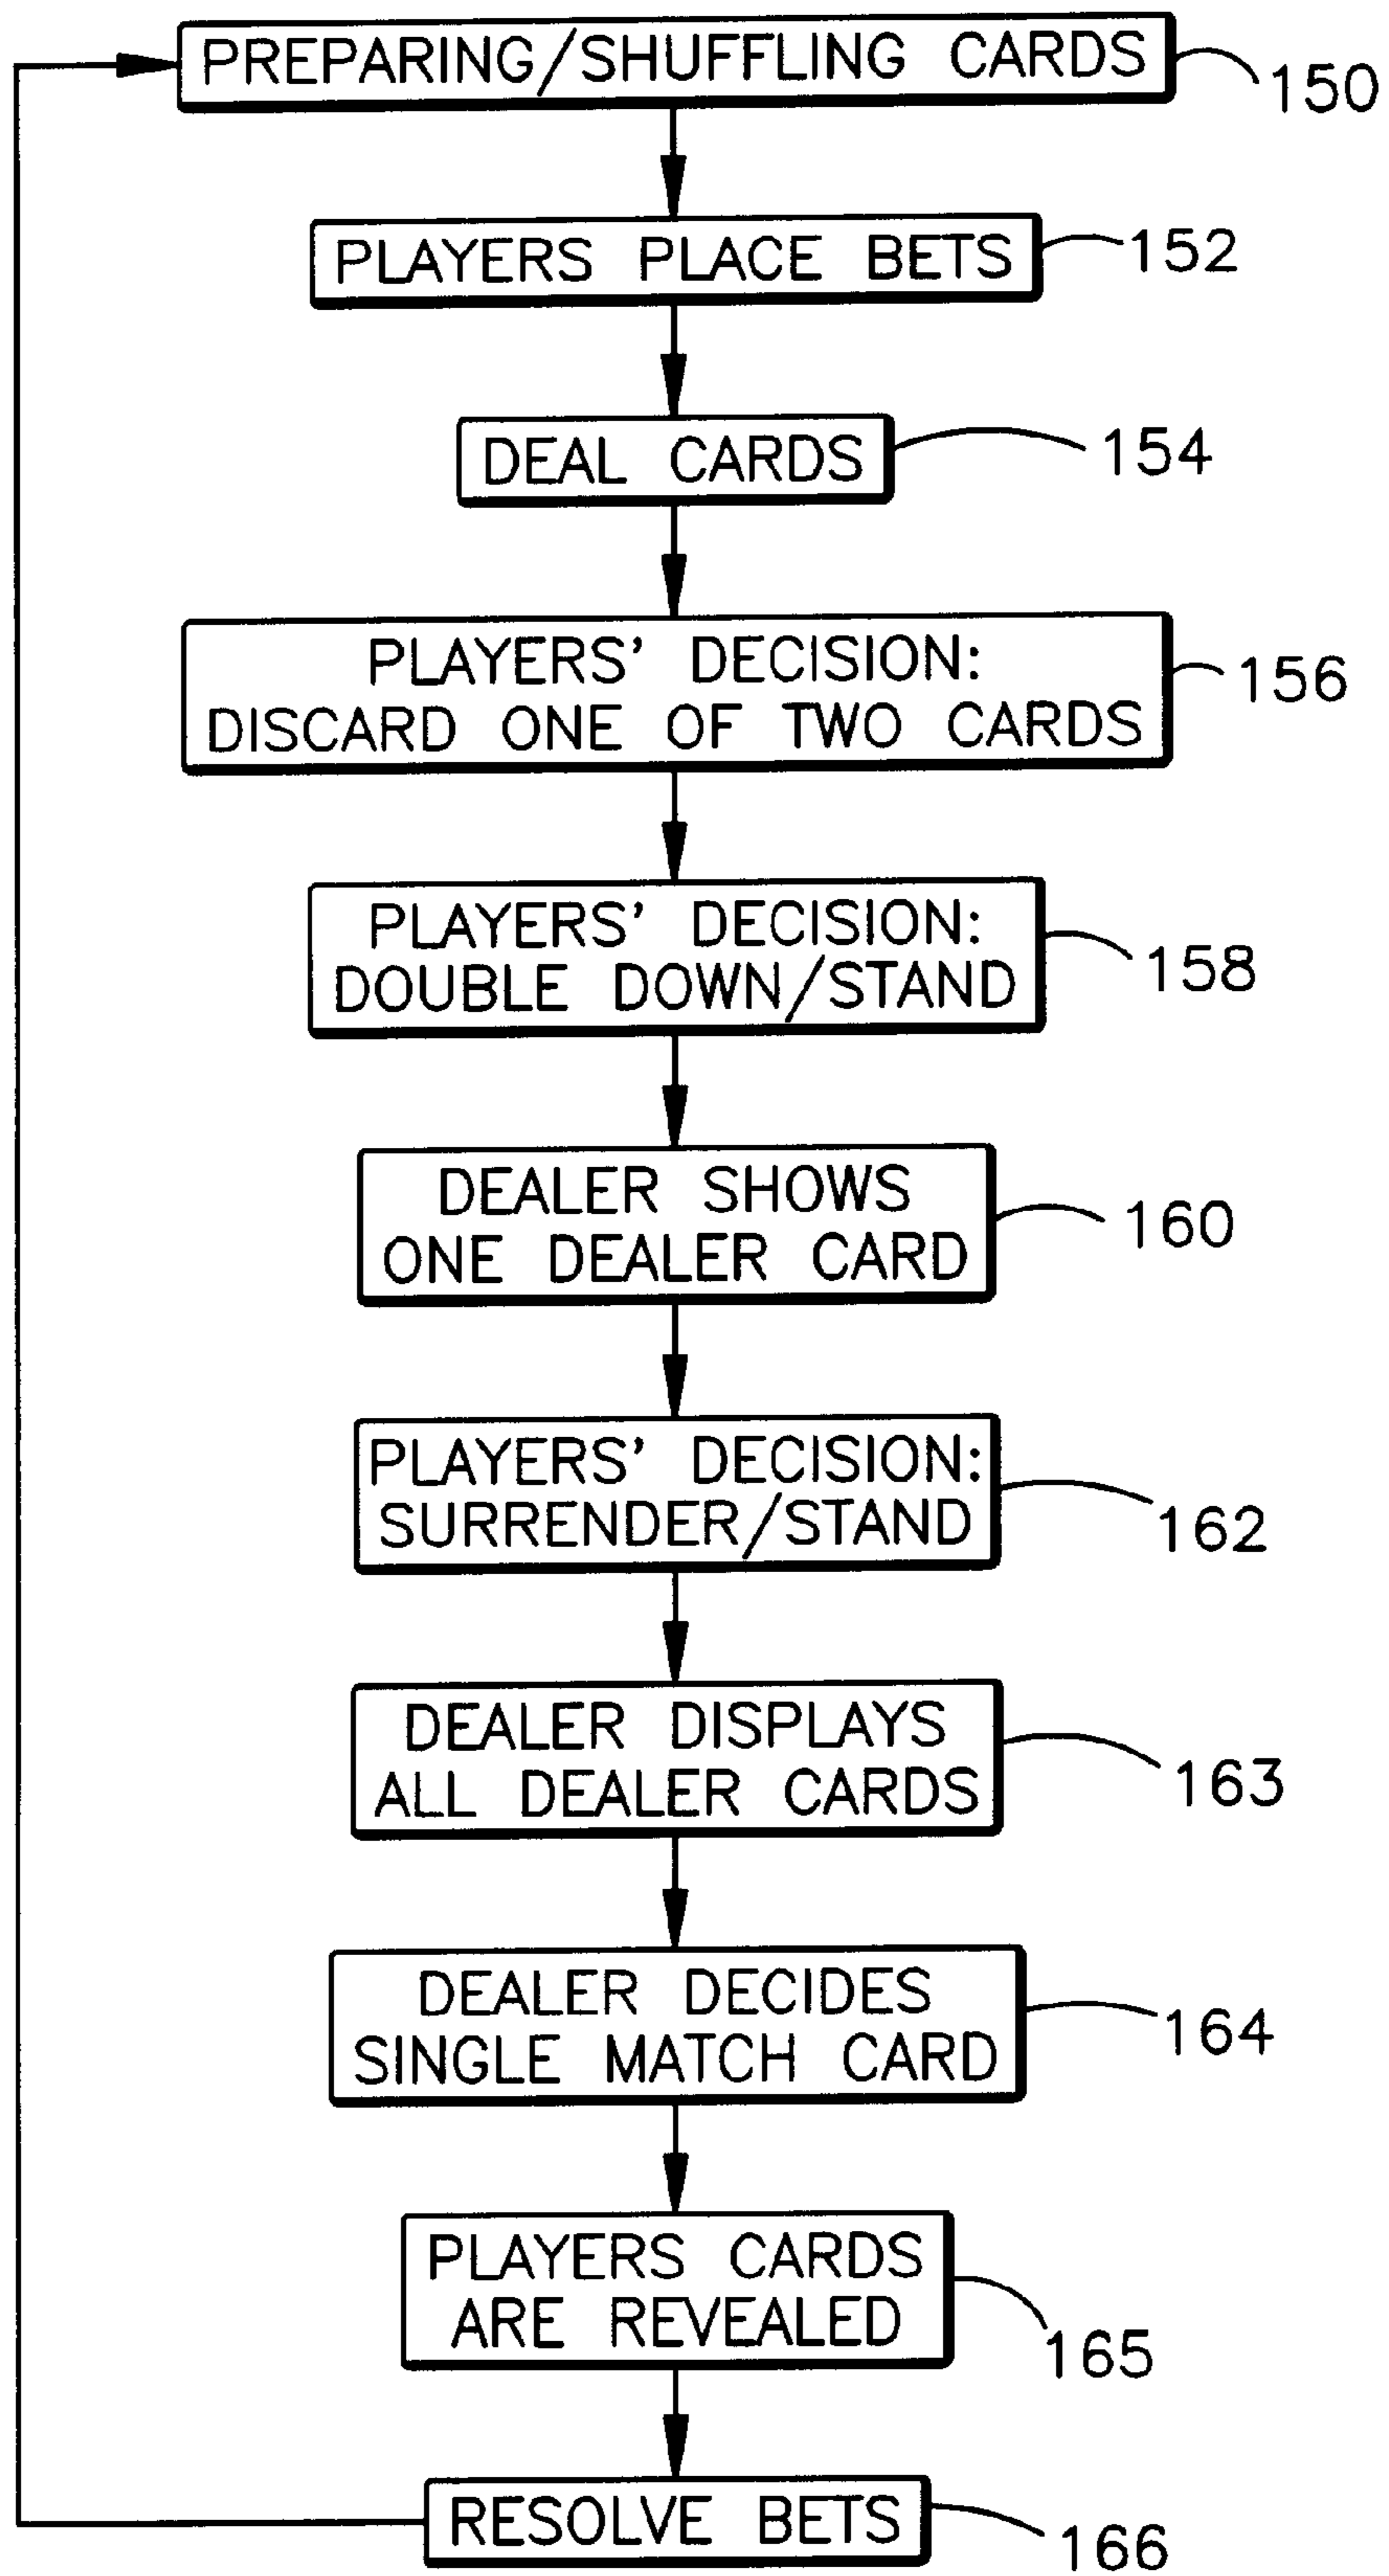 PREPARING/SHUFFLING CARDS
150
PLAYERS PLACE BETS
152
DEAL CARDS
154
PLAYERS' DECISION:
DISCARD ONE OF TWO CARDS
156
PLAYERS' DECISION:
DOUBLE DOWN/STAND
158
DEALER SHOWS
ONE DEALER CARD
160
PLAYERS' DECISION:
SURRENDER/STAND
162
DEALER DISPLAYS
ALL DEALER CARDS
163
DEALER DECIDES
SINGLE MATCH CARD
164
PLAYERS CARDS
ARE REVEALED
165
RESOLVE BETS
166